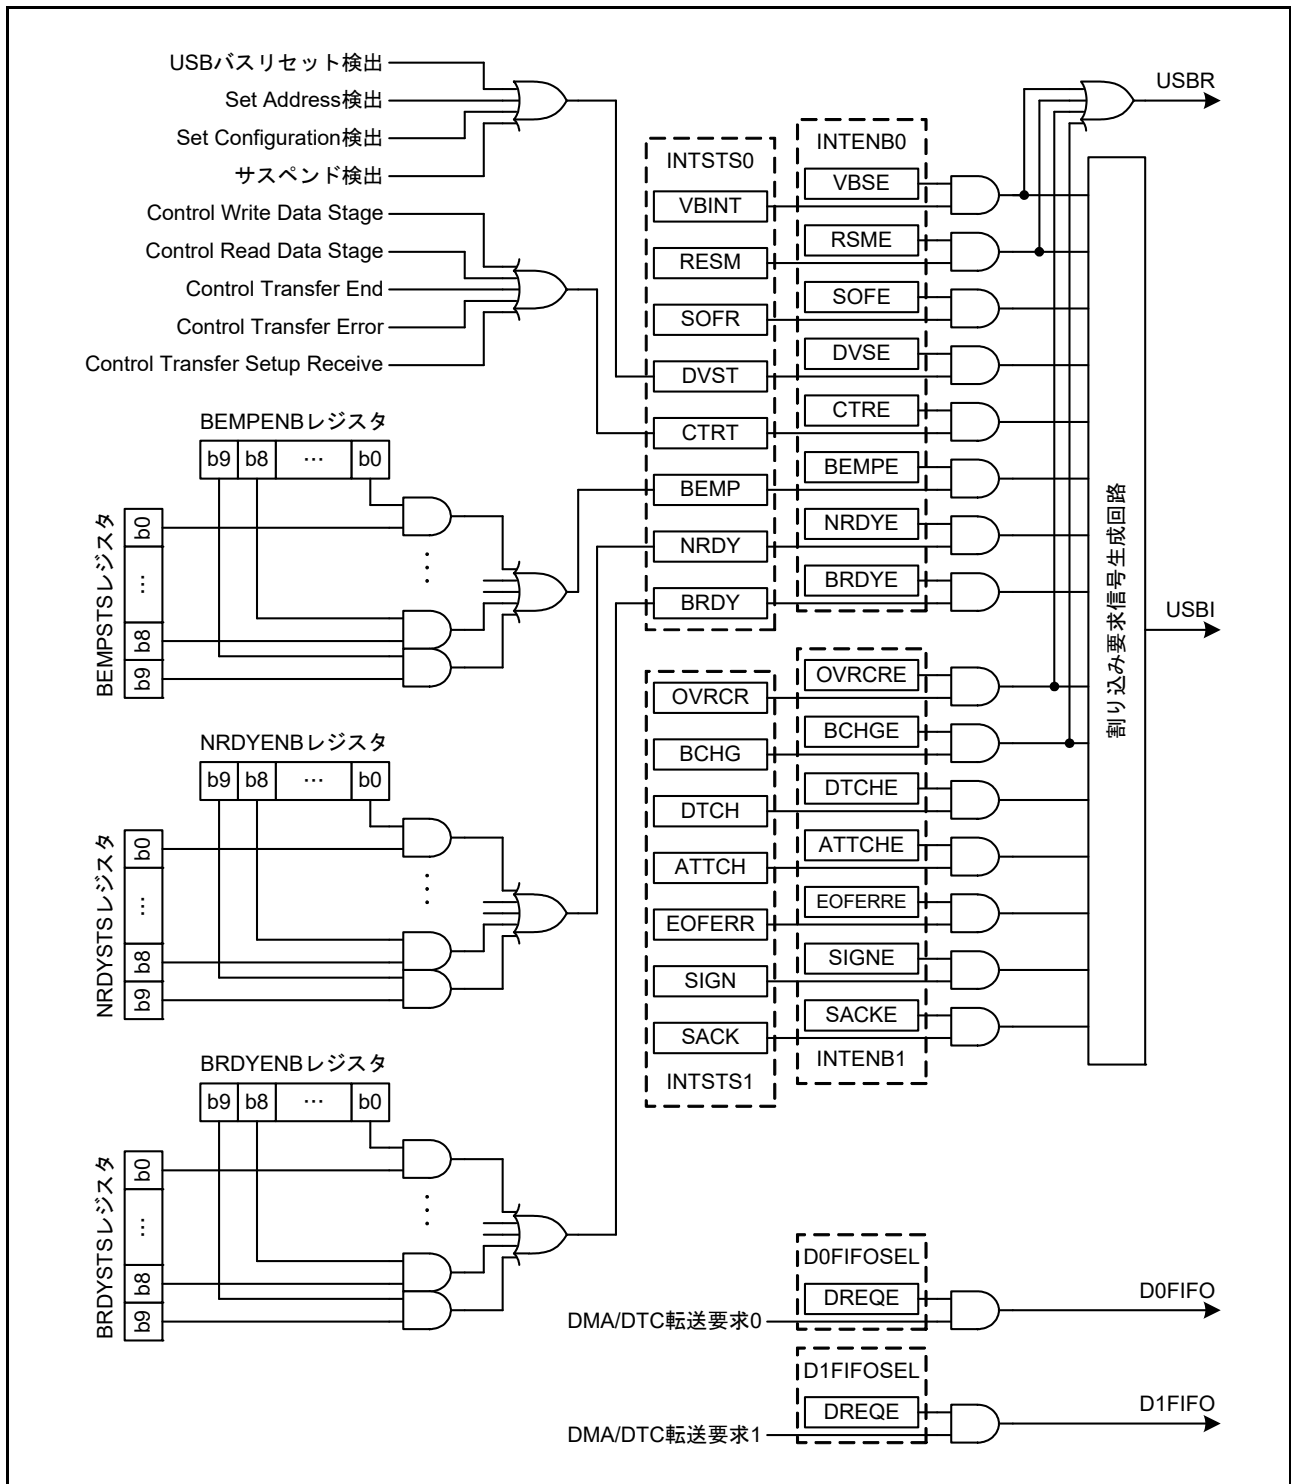 USBバスリセット検出
Set Address検出
Set Configuration検出
サスペンド検出
Control Write Data Stage
Control Read Data Stage
Control Transfer End
Control Transfer Error
Control Transfer Setup Receive
BEMPENBレジスタ
b9 b8 … b0
BEMPSTSレジスタ
b0
…
b8
b9
NRDYENBレジスタ
b9 b8 … b0
NRDYSTSレジスタ
b0
…
b8
b9
BRDYENBレジスタ
b9 b8 … b0
BRDYSTSレジスタ
b0
…
b8
b9
INTSTS0
VBINT
RESM
SOFR
DVST
CTRT
BEMP
NRDY
BRDY
INTENB0
VBSE
RSME
SOFE
DVSE
CTRE
BEMPE
NRDYE
BRDYE
OVRCR
BCHG
DTCH
ATTCH
EOFERR
SIGN
SACK
INTSTS1
OVRCRE
BCHGE
DTCHE
ATTCHE
EOFERRE
SIGNE
SACKE
INTENB1
割り込み要求信号生成回路
USBR
USBI
D0FIFOSEL
DREQE
DMA/DTC転送要求0
D0FIFO
D1FIFOSEL
DREQE
DMA/DTC転送要求1
D1FIFO